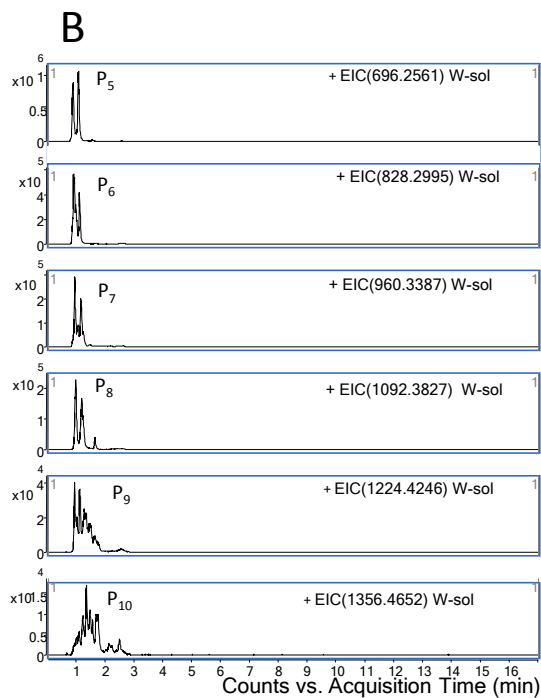 B
6
x10 1
0.5
0
1
P5
+ EIC(696.2561) W-sol
1
5
x10
4
2
0
1
P6
+ EIC(828.2995) W-sol
1
5
x10
2
1
0
1
P7
+ EIC(960.3387) W-sol
1
5
x10
2
1
0
1
P8
+ EIC(1092.3827) W-sol
1
4
x10
4
2
0
1
P9
+ EIC(1224.4246) W-sol
1
4
x10
1.5
1
0.5
0
1
P10
+ EIC(1356.4652) W-sol
1
1 2 3 4 5 6 7 8 9 10 11 12 13 14 15 16
Counts vs. Acquisition Time (min)